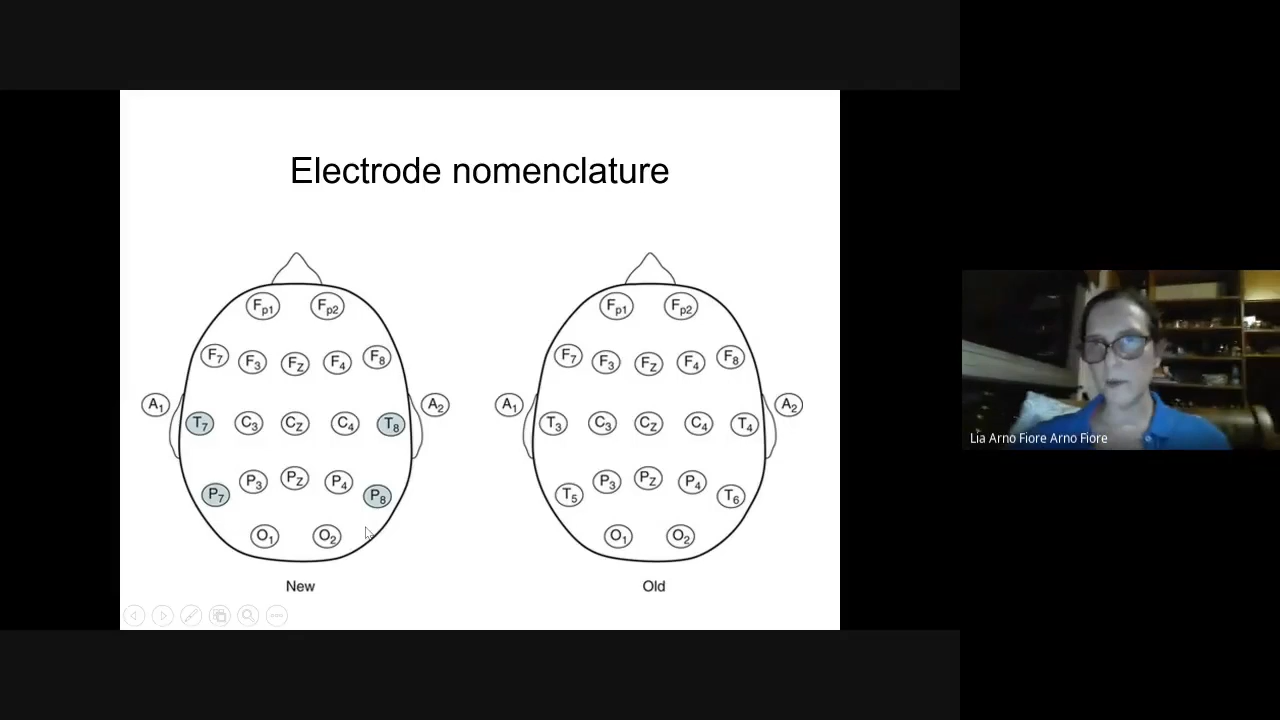 Electrode nomenclature
Fp1 Fp2
F7 F3 FZ F4 F8
A1 A2
T7 C3 CZ C4 T8
P7 P3 PZ P4 P8
O1 O2
New
Fp1 Fp2
F7 F3 FZ F4 F8
A1 A2
T3 C3 CZ C4 T4
T5 P3 PZ P4 T6
O1 O2
Old
Lia Arno Fiore Arno Fiore